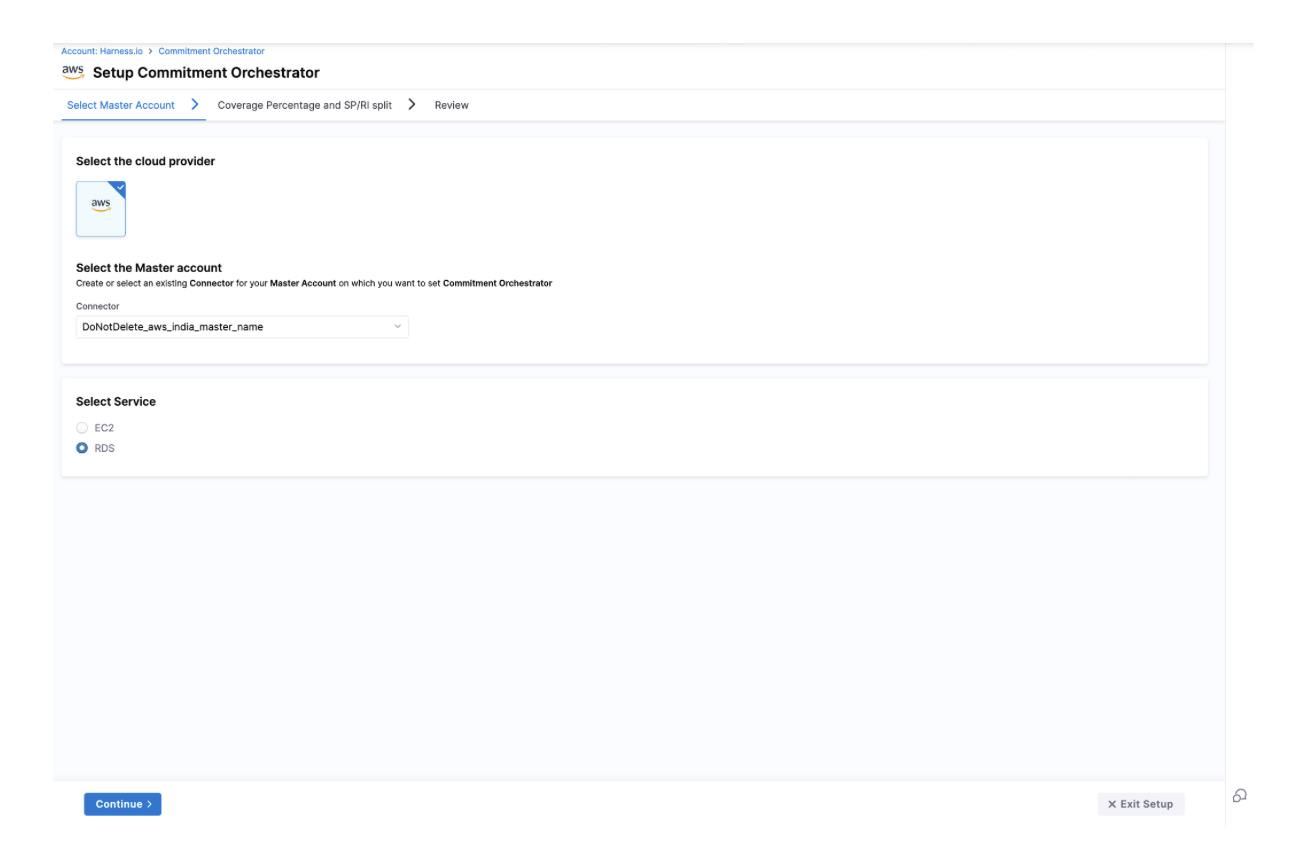 Account: Harness.io > Commitment Orchestrator
aws Setup Commitment Orchestrator
Select Master Account > Coverage Percentage and SP/RI split > Review
Select the cloud provider
aws
Select the Master account
Create or select an existing Connector for your Master Account on which you want to set Commitment Orchestrator
Connector
DoNotDelete_aws_india_master_name
Select Service
EC2
RDS
Continue >
× Exit Setup